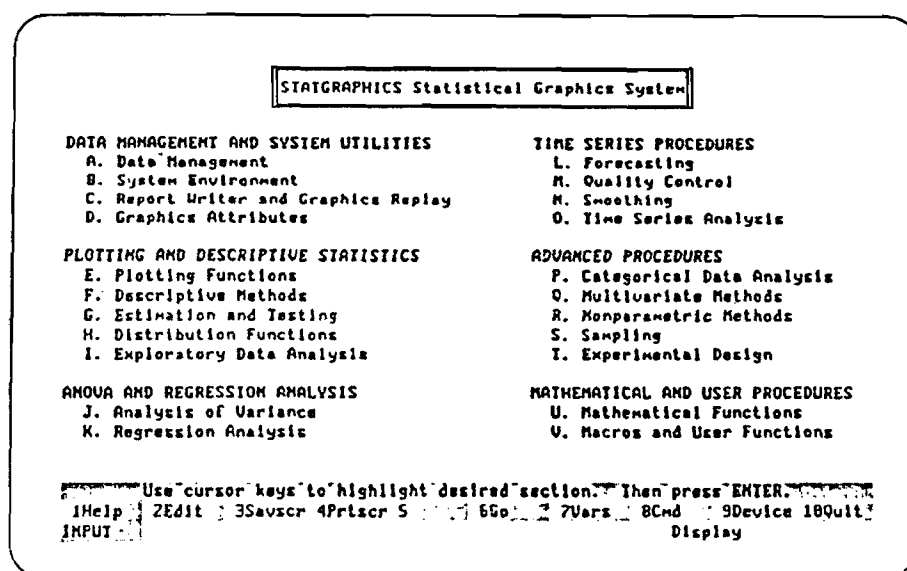 STATGRAPHICS Statistical Graphics System
DATA MANAGEMENT AND SYSTEM UTILITIES
A. Data Management
B. System Environment
C. Report Writer and Graphics Replay
D. Graphics Attributes
PLOTTING AND DESCRIPTIVE STATISTICS
E. Plotting Functions
F. Descriptive Methods
G. Estimation and Testing
H. Distribution Functions
I. Exploratory Data Analysis
ANOVA AND REGRESSION ANALYSIS
J. Analysis of Variance
K. Regression Analysis
TIME SERIES PROCEDURES
L. Forecasting
M. Quality Control
N. Smoothing
O. Time Series Analysis
ADVANCED PROCEDURES
P. Categorical Data Analysis
Q. Multivariate Methods
R. Nonparametric Methods
S. Sampling
T. Experimental Design
MATHEMATICAL AND USER PROCEDURES
U. Mathematical Functions
V. Macros and User Functions
Use cursor keys to highlight desired section. Then press ENTER.
1Help 2Edit 3Savscr 4Prtscr 5 6Go 7Vars 8Cmd 9Device 10Quit
INPUT Display